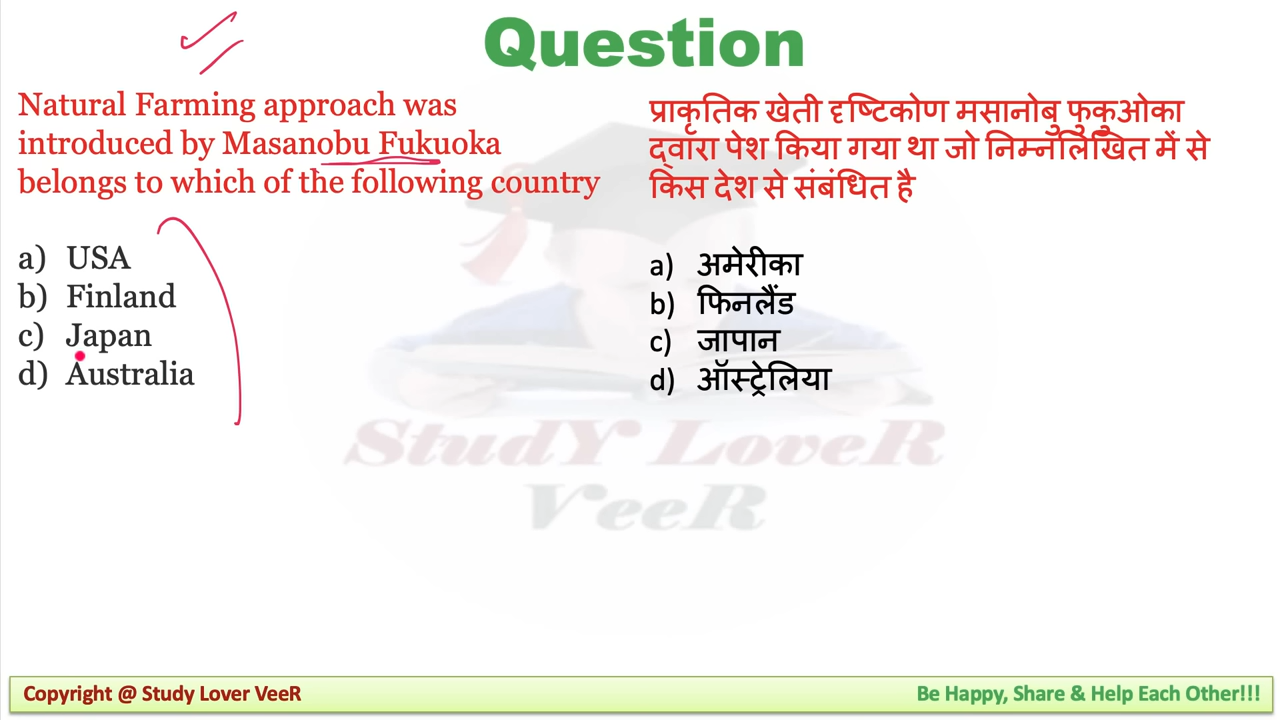 Question
Natural Farming approach was
introduced by Masanobu Fukuoka
belongs to which of the following country
a) USA
b) Finland
c) Japan
d) Australia
प्राकृतिक खेती दृष्टिकोण मसानोबु फुकुओका
द्वारा पेश किया गया था जो निम्नलिखित में से
किस देश से संबंधित है
a) अमेरीका
b) फिनलैंड
c) जापान
d) ऑस्ट्रेलिया
StudY LoveR
VeeR
Copyright @ Study Lover VeeR
Be Happy, Share & Help Each Other!!!